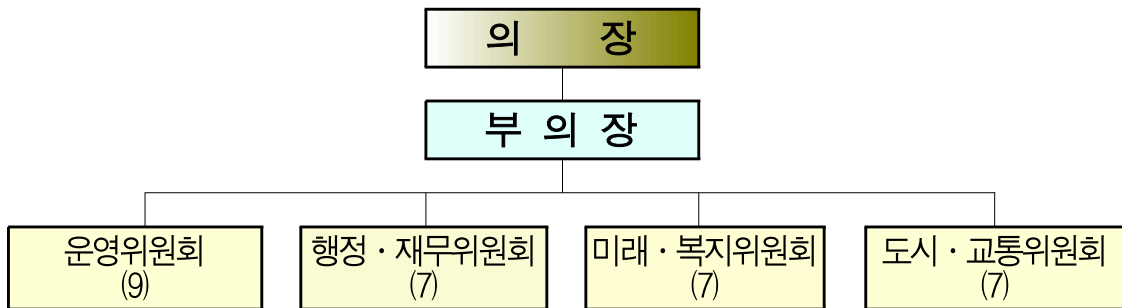 의 장
부 의 장
운영위원회
(9)
행정·재무위원회
(7)
미래·복지위원회
(7)
도시·교통위원회
(7)